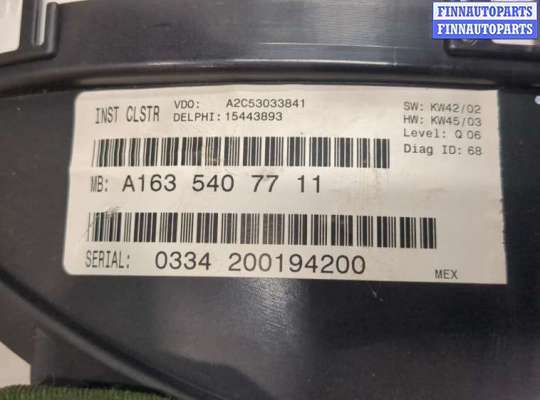 FINNAUTOPARTS
FINNAUTOPARTS
FINNAUTOPARTS
INST CLSTR
VDO: A2C53033841
DELPHI: 15443893
SW: KW42/02
HW: KW45/03
Level: Q 06
Diag ID: 68
MB: A163 540 77 11
SERIAL: 0334 200194200
MEX